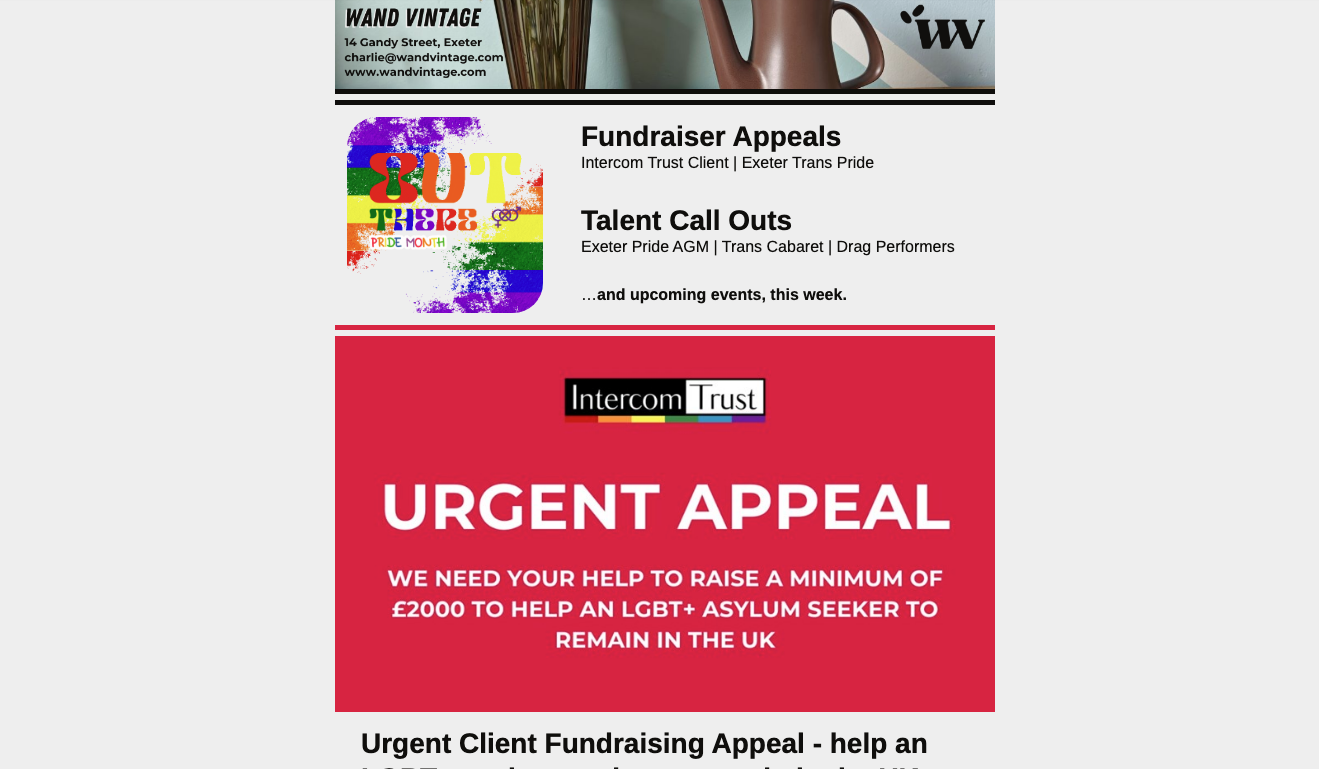 WAND VINTAGE
14 Gandy Street, Exeter
charlie@wandvintage.com
www.wandvintage.com
wv
OUT
THERE
PRIDE MONTH
Fundraiser Appeals
Intercom Trust Client | Exeter Trans Pride
Talent Call Outs
Exeter Pride AGM | Trans Cabaret | Drag Performers
…and upcoming events, this week.
Intercom Trust
URGENT APPEAL
WE NEED YOUR HELP TO RAISE A MINIMUM OF
£2000 TO HELP AN LGBT+ ASYLUM SEEKER TO
REMAIN IN THE UK
Urgent Client Fundraising Appeal - help an